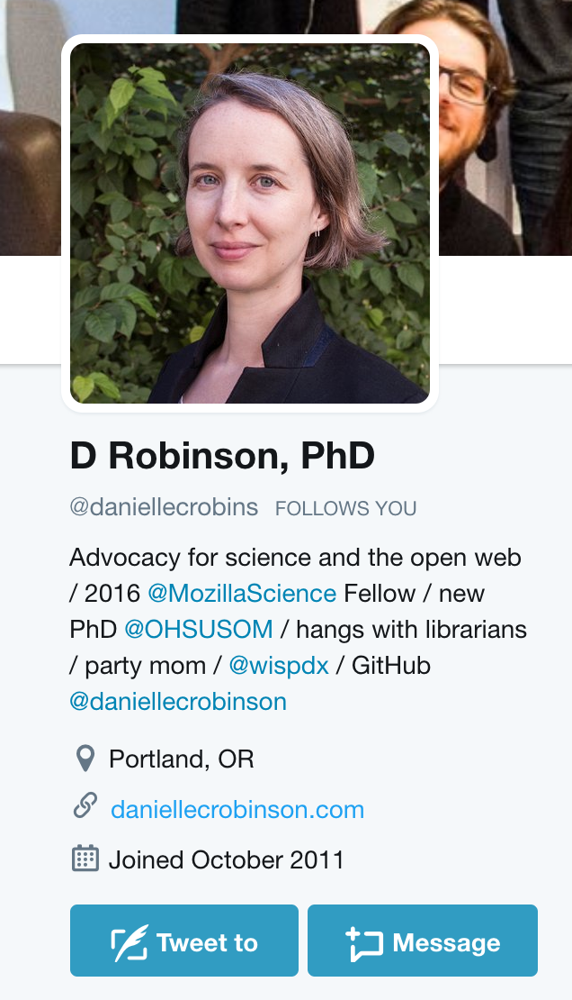 D Robinson, PhD
@daniellecrobins FOLLOWS YOU
Advocacy for science and the open web
/ 2016 @MozillaScience Fellow / new
PhD @OHSUSOM / hangs with librarians
/ party mom / @wispdx / GitHub
@daniellecrobinson
Portland, OR
daniellecrobinson.com
Joined October 2011
Tweet to
Message